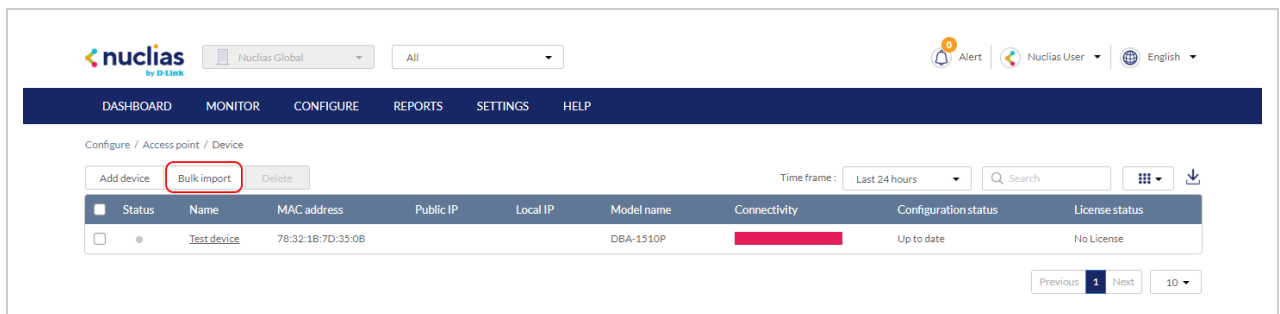 nuclias
by D-Link
Nuclias Global
All
0
Alert
Nuclias User
English
DASHBOARD MONITOR CONFIGURE REPORTS SETTINGS HELP
Configure / Access point / Device
Add device Bulk import Delete Time frame : Last 24 hours Search
Status Name MAC address Public IP Local IP Model name Connectivity Configuration status License status
Test device 78:32:1B:7D:35:0B DBA-1510P Up to date No License
Previous 1 Next 10